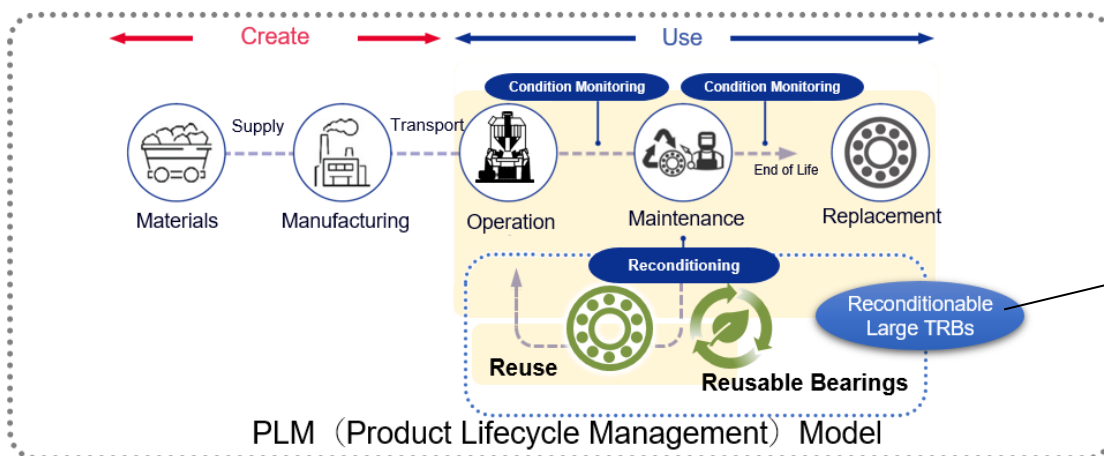 Create
Use
Condition Monitoring
Condition Monitoring
Supply
Transport
End of Life
Materials
Manufacturing
Operation
Maintenance
Replacement
Reconditioning
Reconditionable
Large TRBs
Reuse
Reusable Bearings
PLM（Product Lifecycle Management）Model